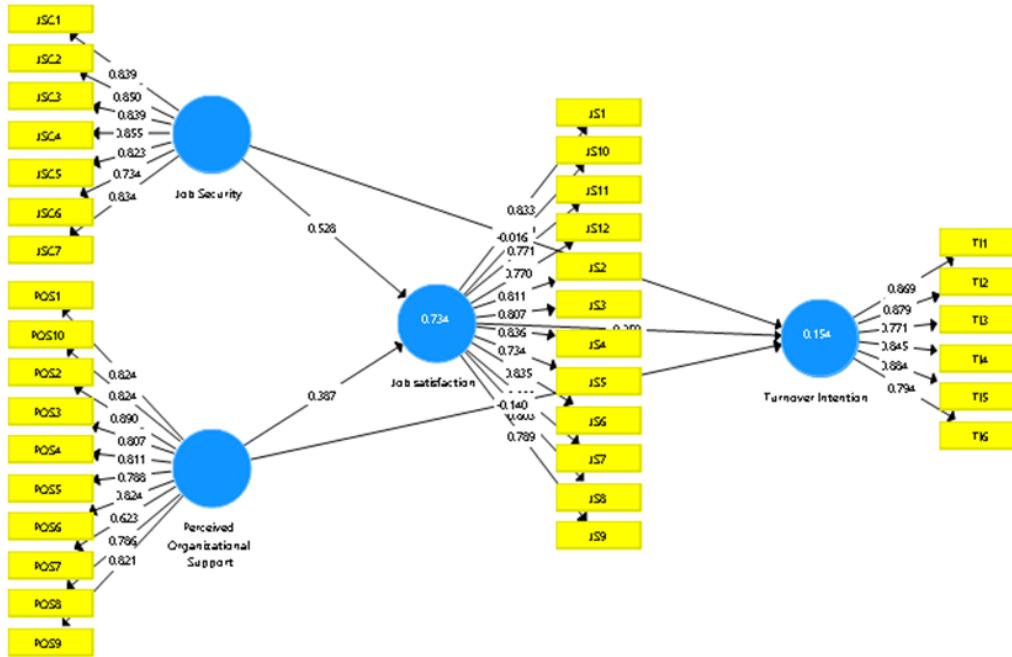 JSC1
JSC2
JSC3
JSC4
JSC5
JSC6
JSC7
0.839
0.850
0.839
0.855
0.823
0.734
0.834
Job Security
0.528
POS1
POS10
POS2
POS3
POS4
POS5
POS6
POS7
POS8
POS9
0.824
0.824
0.890
0.807
0.811
0.788
0.824
0.623
0.786
0.821
Perceived
Organizational
Support
0.387
0.734
Job satisfaction
0.833
-0.016
0.771
0.770
0.811
0.807
0.836
0.734
0.835
-0.140
0.789
JS1
JS10
JS11
JS12
JS2
JS3
JS4
JS5
JS6
JS7
JS8
JS9
0.154
Turnover Intention
0.869
0.879
0.771
0.845
0.884
0.794
TI1
TI2
TI3
TI4
TI5
TI6